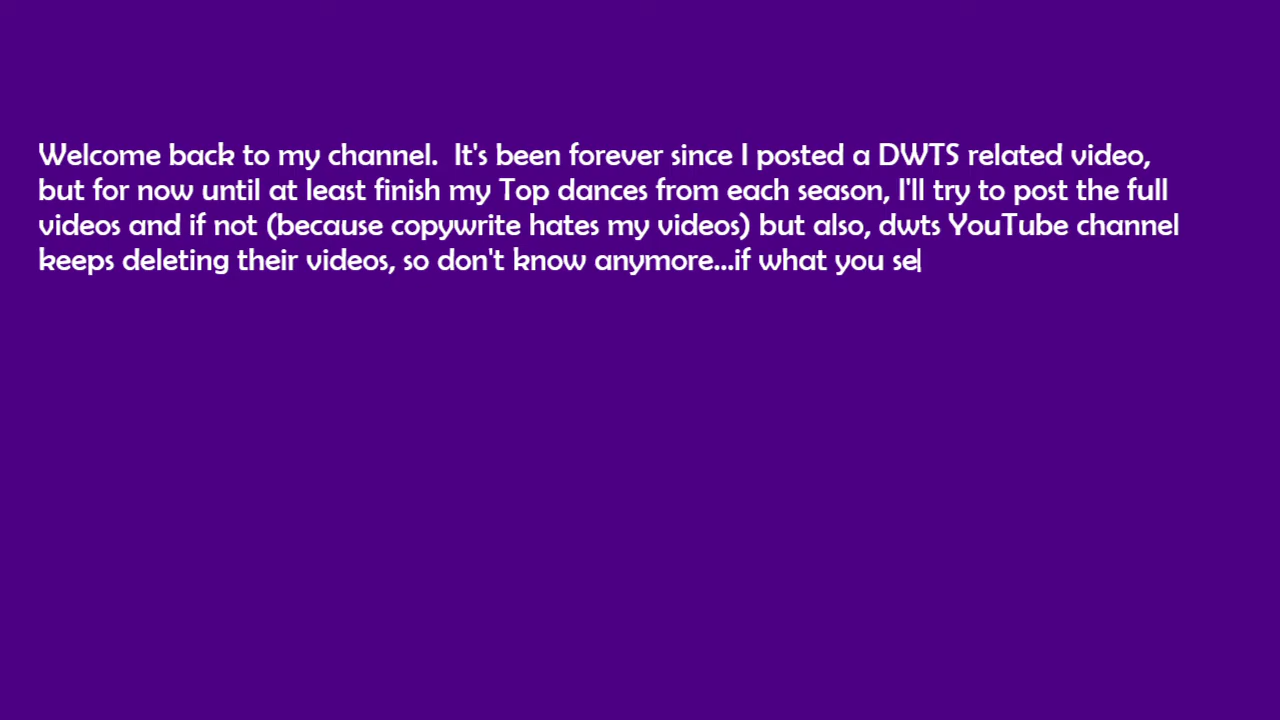 Welcome back to my channel.  It's been forever since I posted a DWTS related video,
but for now until at least finish my Top dances from each season, I'll try to post the full
videos and if not (because copywrite hates my videos) but also, dwts YouTube channel
keeps deleting their videos, so don't know anymore...if what you se